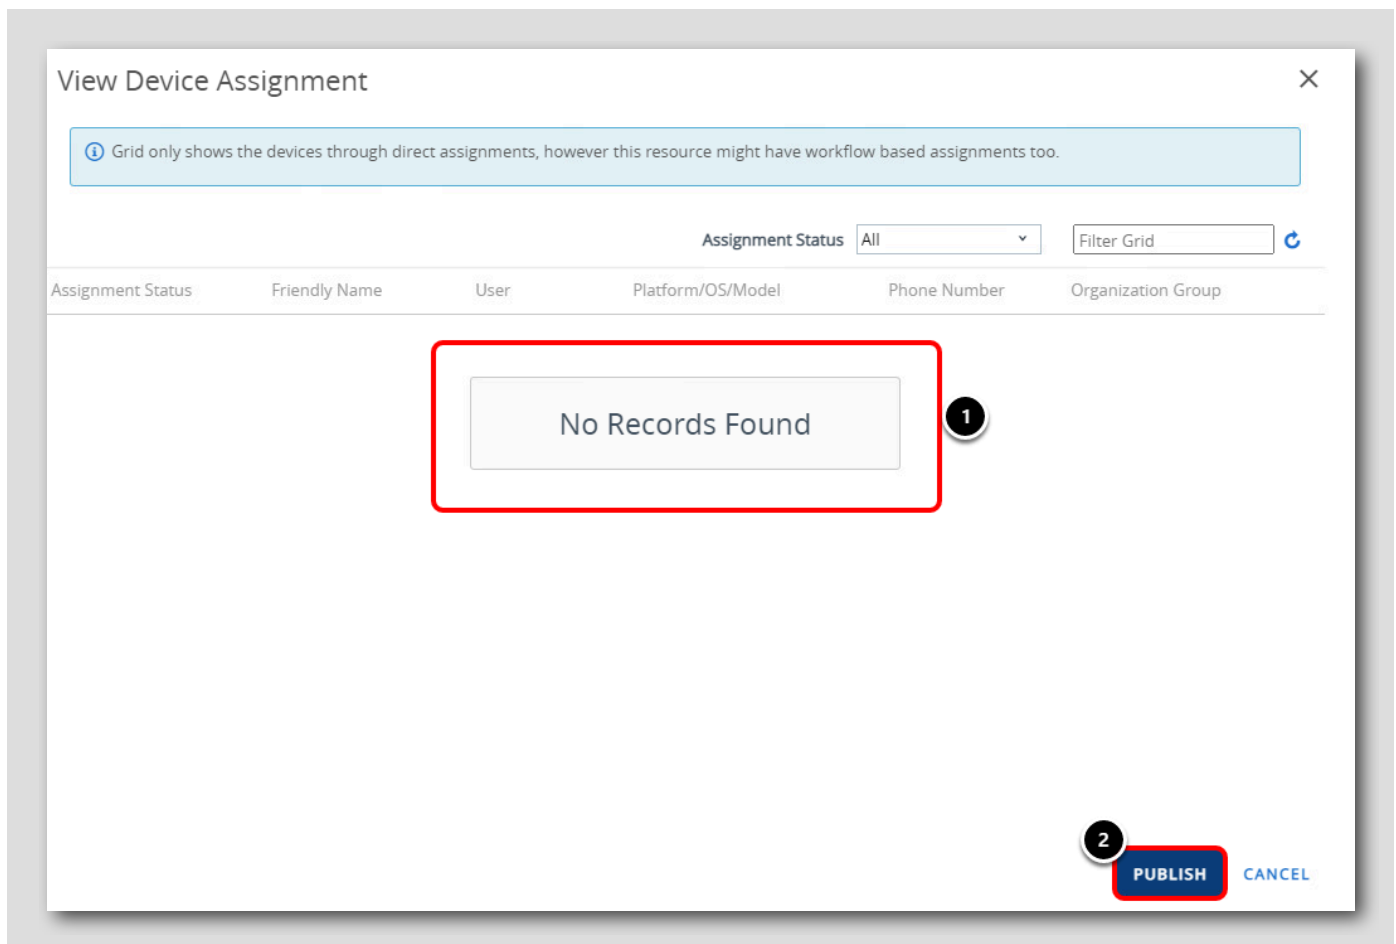 View Device Assignment
Grid only shows the devices through direct assignments, however this resource might have workflow based assignments too.
Assignment Status All Filter Grid
Assignment Status Friendly Name User Platform/OS/Model Phone Number Organization Group
No Records Found
1
2
PUBLISH CANCEL